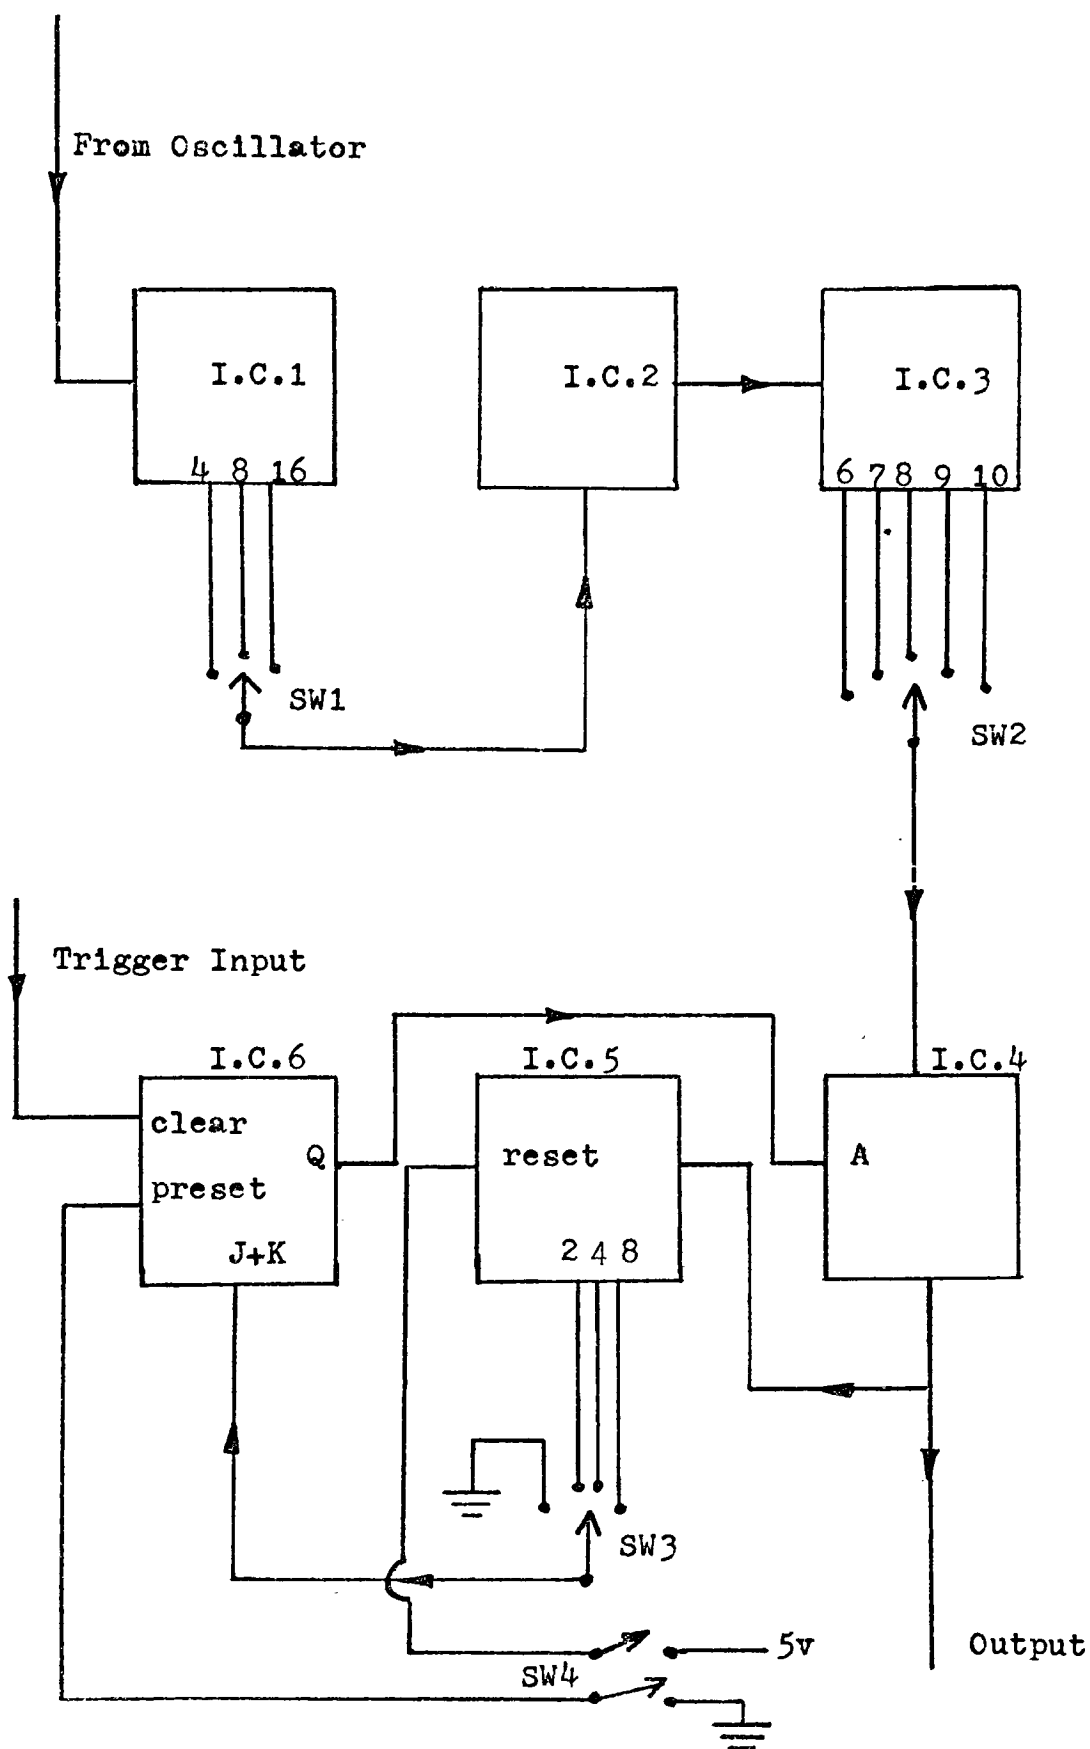 From Oscillator
I.C.1
4 8 16
I.C.2
I.C.3
6 7 8 9 10
SW1
SW2
Trigger Input
I.C.6
clear
Q
preset
J+K
I.C.5
reset
2 4 8
I.C.4
A
SW3
SW4
5v
Output